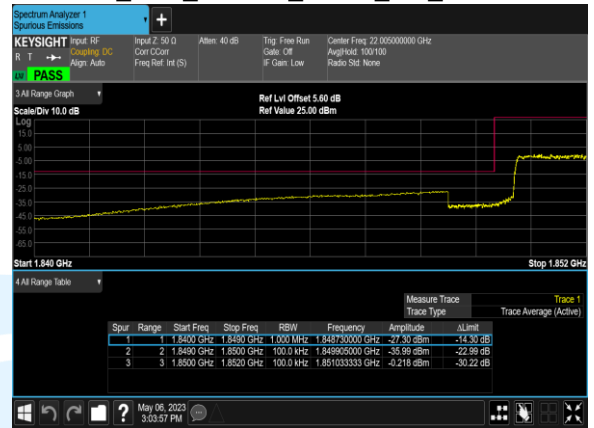 Spectrum Analyzer 1
Spurious Emissions
KEYSIGHT Input: RF Input Z: 50 Ω Atten: 40 dB Trig: Free Run Center Freq: 22.005000000 GHz
R T Coupling: DC Corr CCorr Gate: Off Avg|Hold: 100/100
Align: Auto Freq Ref: Int (S) IF Gain: Low Radio Std: None
PASS
3 All Range Graph
Ref Lvl Offset 5.60 dB
Scale/Div 10.0 dB Ref Value 25.00 dBm
Log
15.0
5.00
-5.00
-15.0
-25.0
-35.0
-45.0
-55.0
-65.0
Start 1.840 GHz Stop 1.852 GHz
4 All Range Table
Measure Trace Trace 1
Trace Type Trace Average (Active)
Spur Range Start Freq Stop Freq RBW Frequency Amplitude ΔLimit
1 1 1.8400 GHz 1.8490 GHz 1.000 MHz 1.848730000 GHz -27.30 dBm -14.30 dB
2 2 1.8490 GHz 1.8500 GHz 100.0 kHz 1.849905000 GHz -35.99 dBm -22.99 dB
3 3 1.8500 GHz 1.8520 GHz 100.0 kHz 1.851033333 GHz -0.218 dBm -30.22 dB
? May 06, 2023
3:03:57 PM